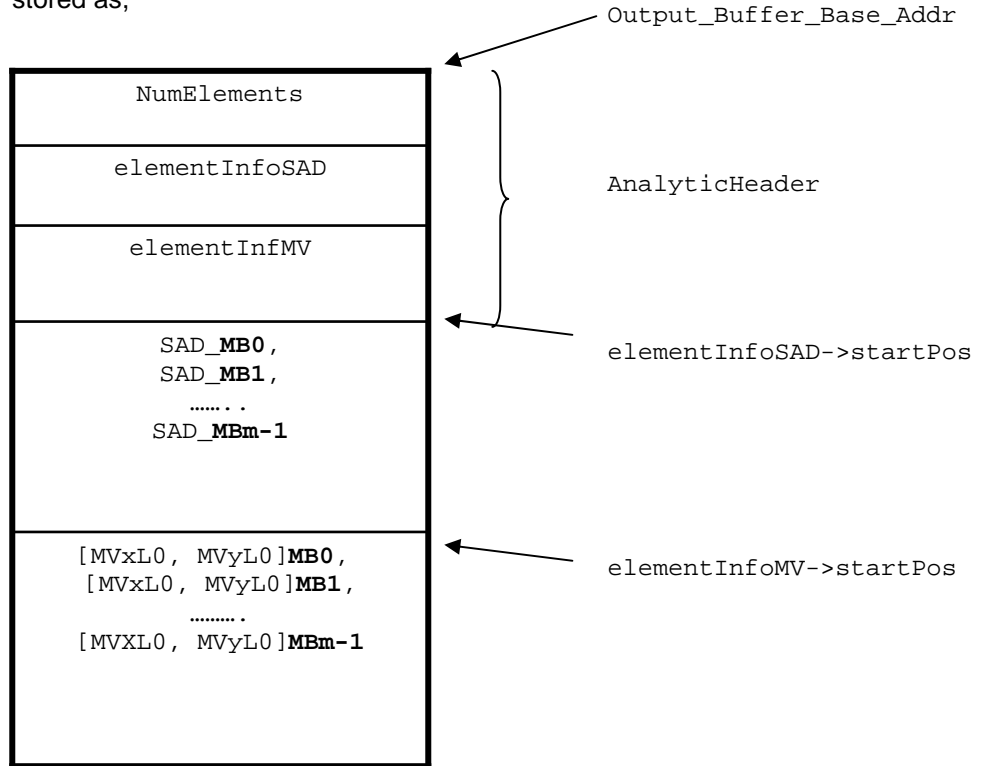 stored as,
Output_Buffer_Base_Addr
NumElements
elementInfoSAD
AnalyticHeader
elementInfMV
SAD_MB0,
SAD_MB1,
……..
SAD_MBm-1
elementInfoSAD->startPos
[MVxL0, MVyL0]MB0,
[MVxL0, MVyL0]MB1,
……….
[MVXL0, MVyL0]MBm-1
elementInfoMV->startPos